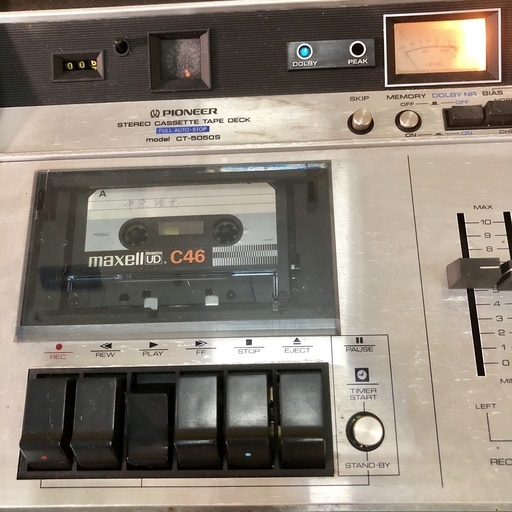 DOLBY
PEAK
PIONEER
STEREO CASSETTE TAPE DECK
FULL AUTO-STOP
model CT-5050S
SKIP
MEMORY
OFF
ON
DOLBY NR
OFF
ON
BIAS
A
maxell UD C46
REC
REW
PLAY
FF
STOP
EJECT
PAUSE
TIMER
START
STAND-BY
MAX
10
9
8
5
4
3
2
1
0
LEFT